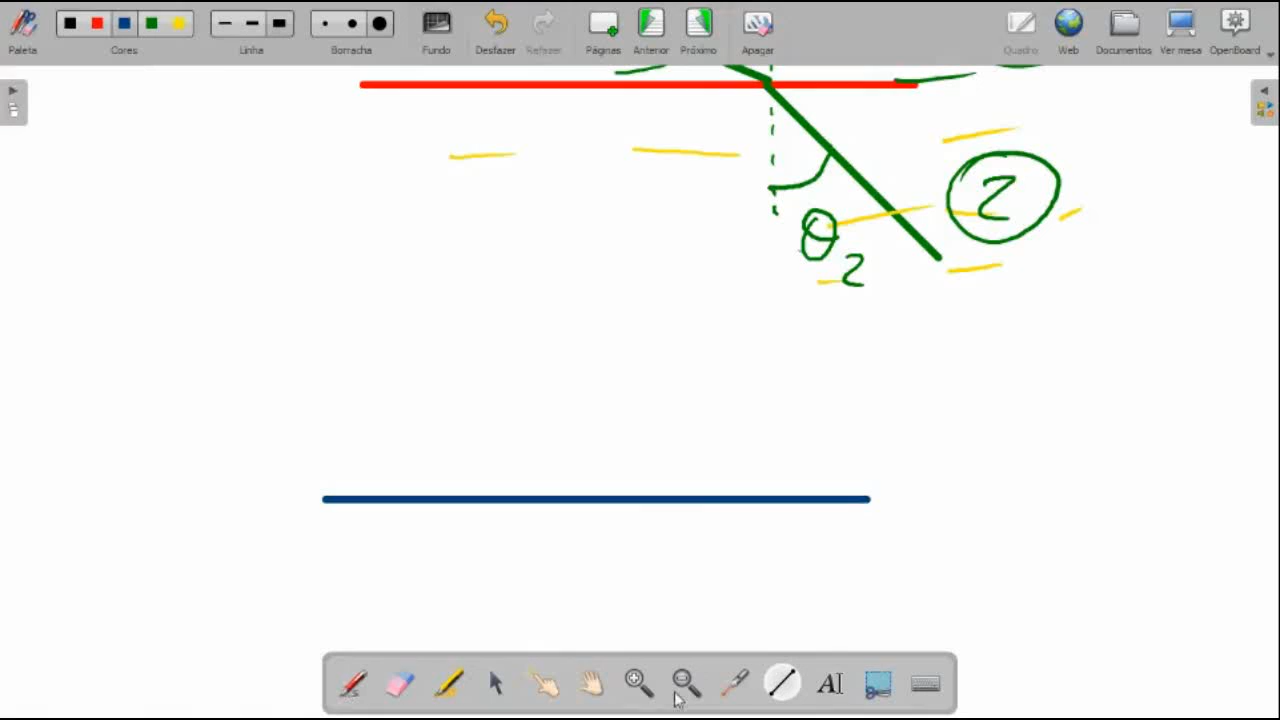 Paleta Cores Linha Borracha Fundo Desfazer Refazer Páginas Anterior Próximo Apagar Quadro Web Documentos Ver mesa OpenBoard
2
θ2
AI